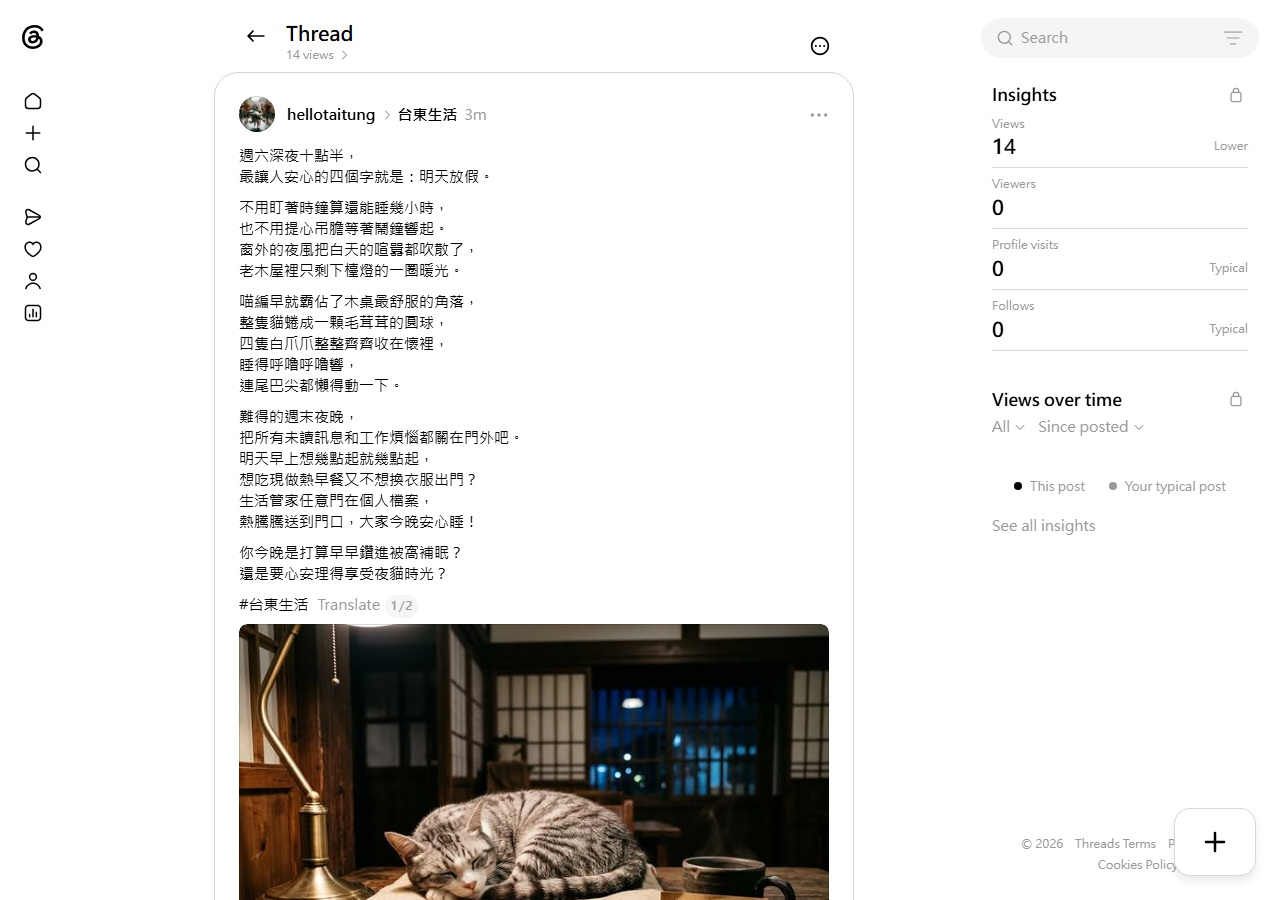 Thread
14 views
Search
hellotaitung > 台東生活 3m
週六深夜十點半，
最讓人安心的四個字就是：明天放假。
不用盯著時鐘算還能睡幾小時，
也不用提心吊膽等著鬧鐘響起。
窗外的夜風把白天的喧囂都吹散了，
老木屋裡只剩下檯燈的一圈暖光。
喵編早就霸佔了木桌最舒服的角落，
整隻貓蜷成一顆毛茸茸的圓球，
四隻白爪爪整整齊齊收在懷裡，
睡得呼嚕呼嚕響，
連尾巴尖都懶得動一下。
難得的週末夜晚，
把所有未讀訊息和工作煩惱都關在門外吧。
明天早上想幾點起就幾點起，
想吃現做熱早餐又不想換衣服出門？
生活管家任意門在個人檔案，
熱騰騰送到門口，大家今晚安心睡！
你今晚是打算早早鑽進被窩補眠？
還是要心安理得享受夜貓時光？
#台東生活 Translate 1/2
Insights
Views
14 Lower
Viewers
0
Profile visits
0 Typical
Follows
0 Typical
Views over time
All Since posted
This post Your typical post
See all insights
© 2026 Threads Terms
Cookies Policy